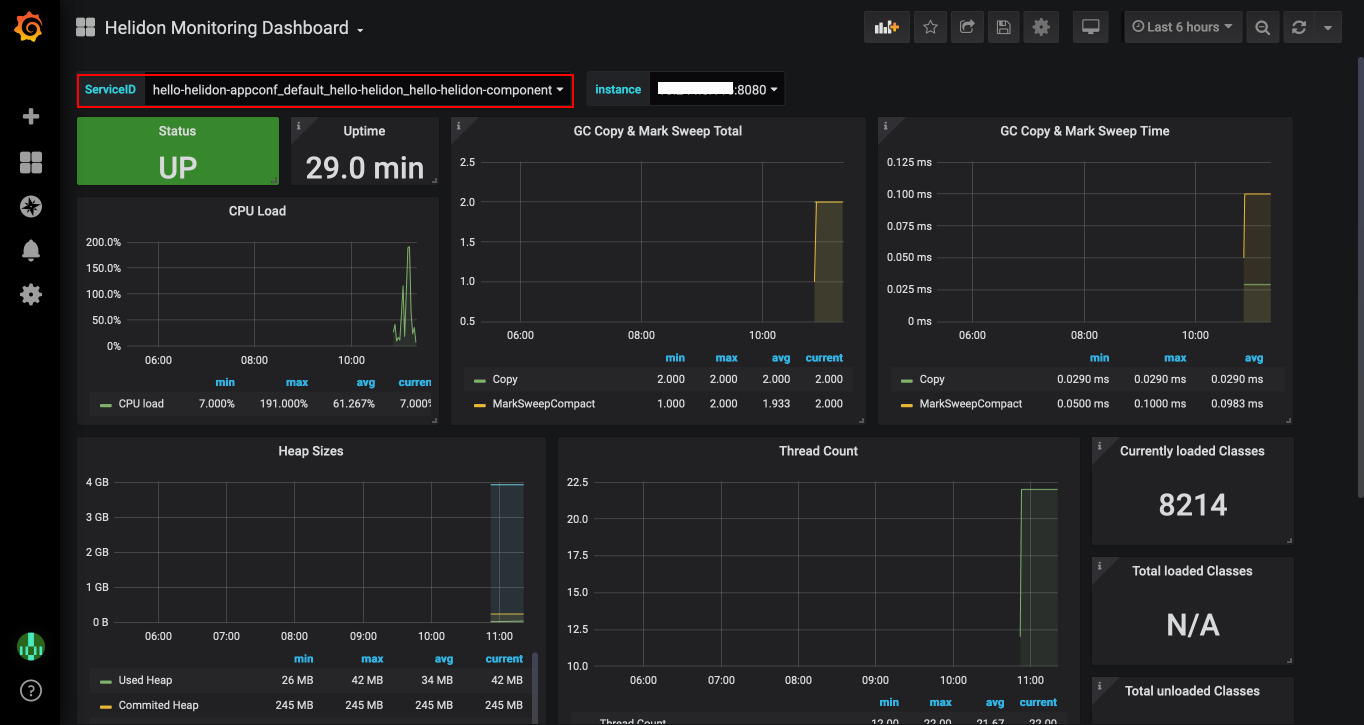 Helidon Monitoring Dashboard
Last 6 hours
ServiceID hello-helidon-appconf_default_hello-helidon_hello-helidon-component
instance :8080
Status
UP
Uptime
29.0 min
GC Copy & Mark Sweep Total
2.5
2.0
1.5
1.0
0.5
06:00 08:00 10:00
min max avg current
Copy 2.000 2.000 2.000 2.000
MarkSweepCompact 1.000 2.000 1.933 2.000
GC Copy & Mark Sweep Time
0.125 ms
0.100 ms
0.075 ms
0.050 ms
0.025 ms
0 ms
06:00 08:00 10:00
min max avg
Copy 0.0290 ms 0.0290 ms 0.0290 ms
MarkSweepCompact 0.0500 ms 0.1000 ms 0.0983 ms
CPU Load
200.0%
150.0%
100.0%
50.0%
0%
06:00 08:00 10:00
min max avg curren
CPU load 7.000% 191.000% 61.267% 7.000%
Heap Sizes
4 GB
3 GB
2 GB
1 GB
0 B
06:00 07:00 08:00 09:00 10:00 11:00
min max avg current
Used Heap 26 MB 42 MB 34 MB 42 MB
Commited Heap 245 MB 245 MB 245 MB 245 MB
Thread Count
22.5
20.0
17.5
15.0
12.5
10.0
06:00 07:00 08:00 09:00 10:00 11:00
min max avg current
Thread Count 12.00 22.00 21.67 22.00
Currently loaded Classes
8214
Total loaded Classes
N/A
Total unloaded Classes